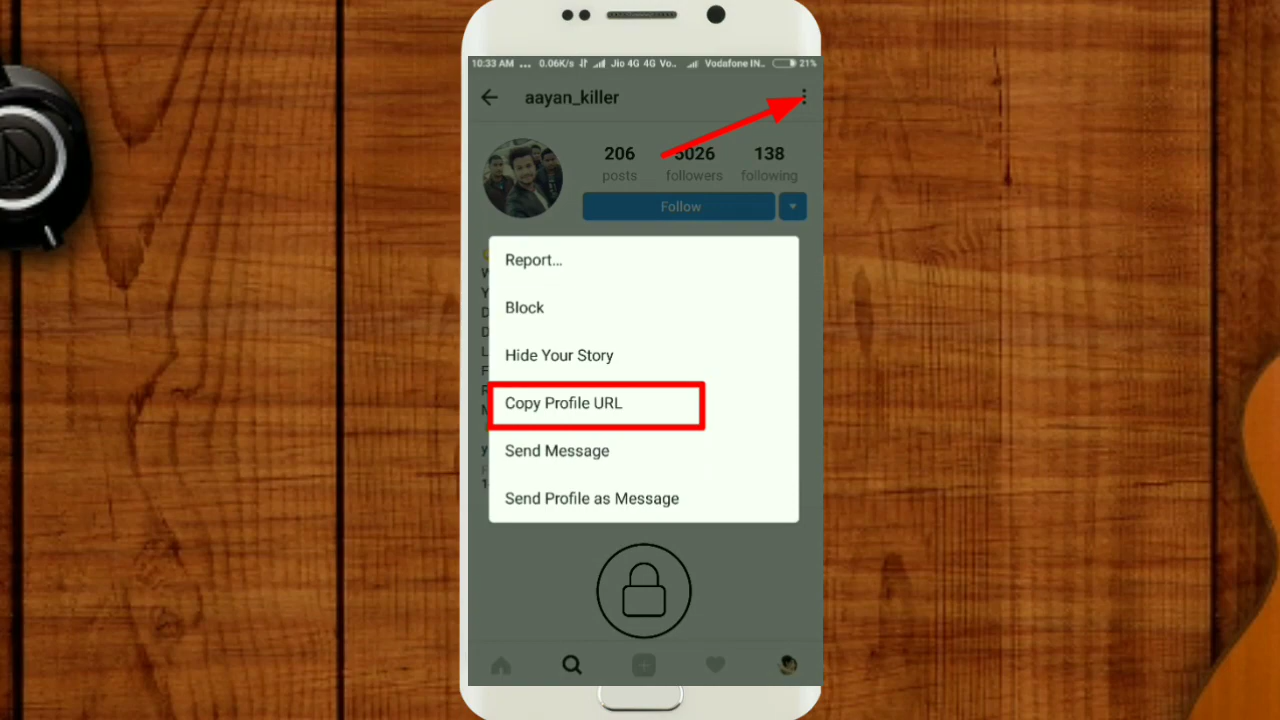 10:33 AM ... 0.06K/s Jio 4G 4G Vo.. Vodafone IN.. 21%
aayan_killer
206 5026 138
posts followers following
Follow
Report...
Block
Hide Your Story
Copy Profile URL
Send Message
Send Profile as Message